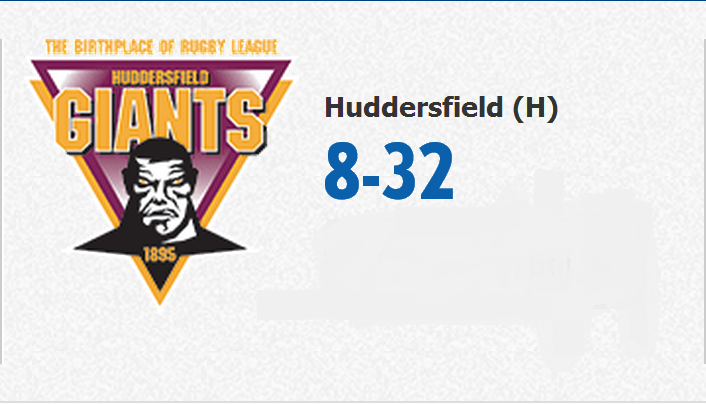 THE BIRTHPLACE OF RUGBY LEAGUE
HUDDERSFIELD
GIANTS
1895
Huddersfield (H)
8-32